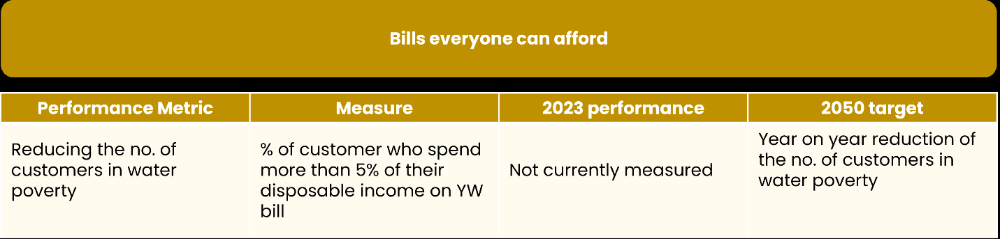 Bills everyone can afford
Performance Metric
Measure
2023 performance
2050 target
Reducing the no. of
customers in water
poverty
% of customer who spend
more than 5% of their
disposable income on YW
bill
Not currently measured
Year on year reduction of
the no. of customers in
water poverty